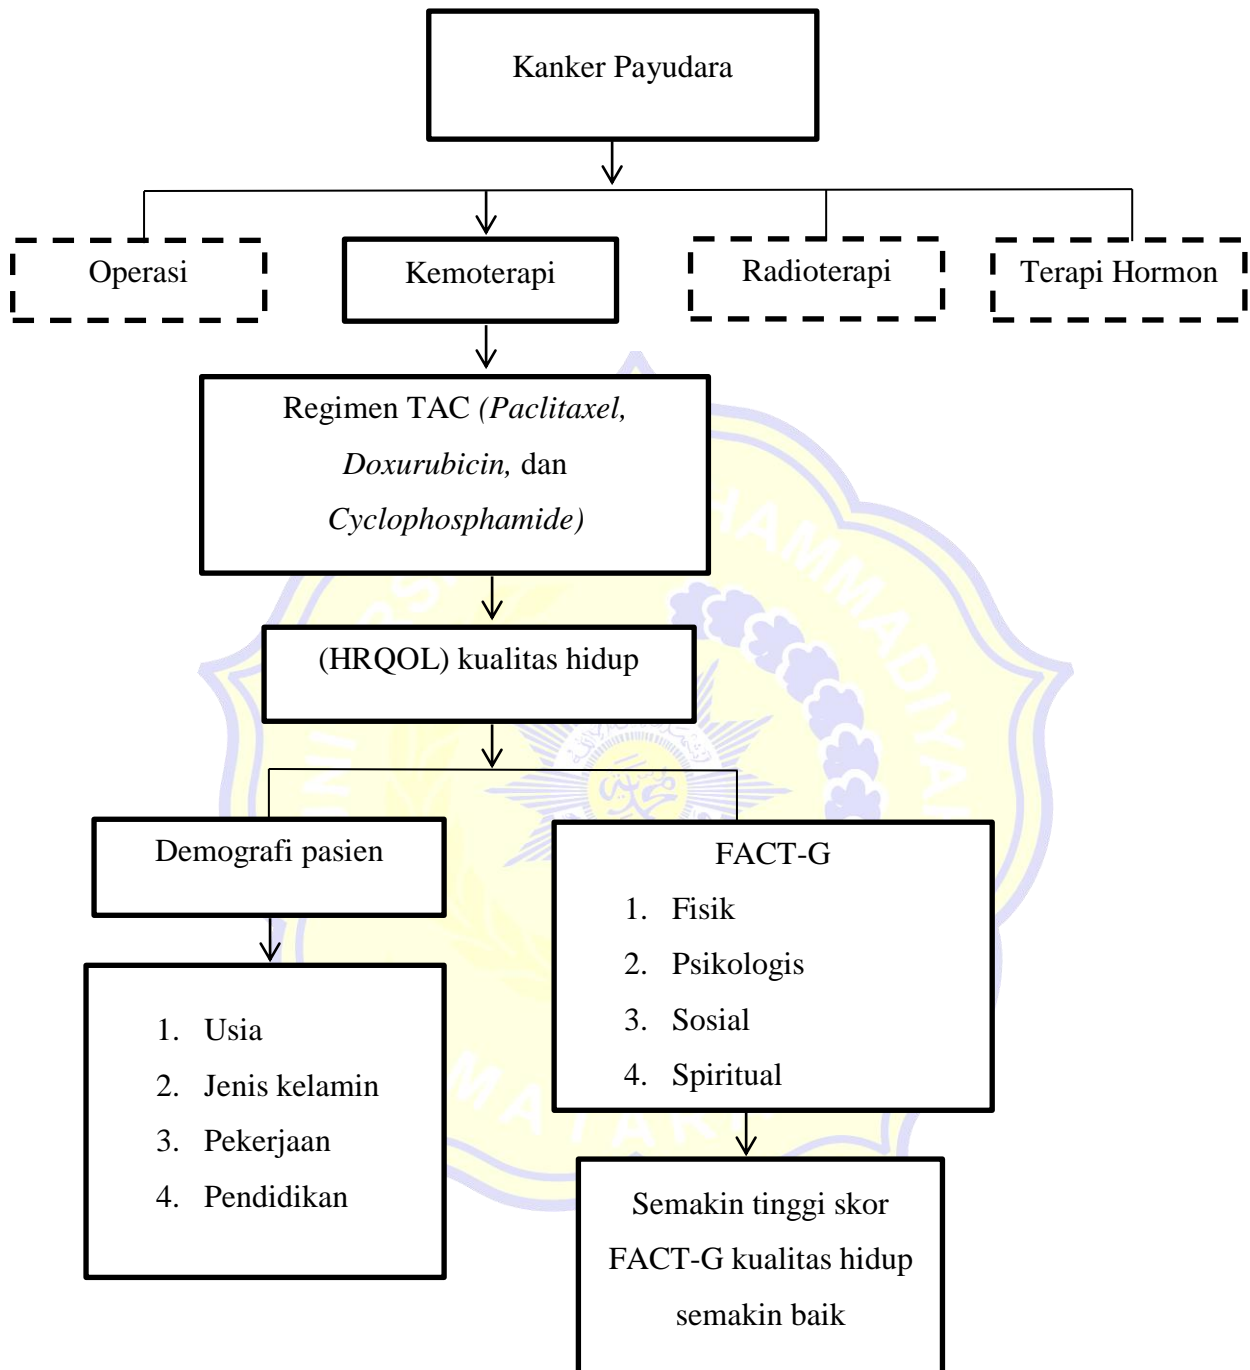 Kanker Payudara
Operasi
Kemoterapi
Radioterapi
Terapi Hormon
Regimen TAC (Paclitaxel,
Doxurubicin, dan
Cyclophosphamide)
(HRQOL) kualitas hidup
Demografi pasien
1. Usia
2. Jenis kelamin
3. Pekerjaan
4. Pendidikan
FACT-G
1. Fisik
2. Psikologis
3. Sosial
4. Spiritual
Semakin tinggi skor
FACT-G kualitas hidup
semakin baik